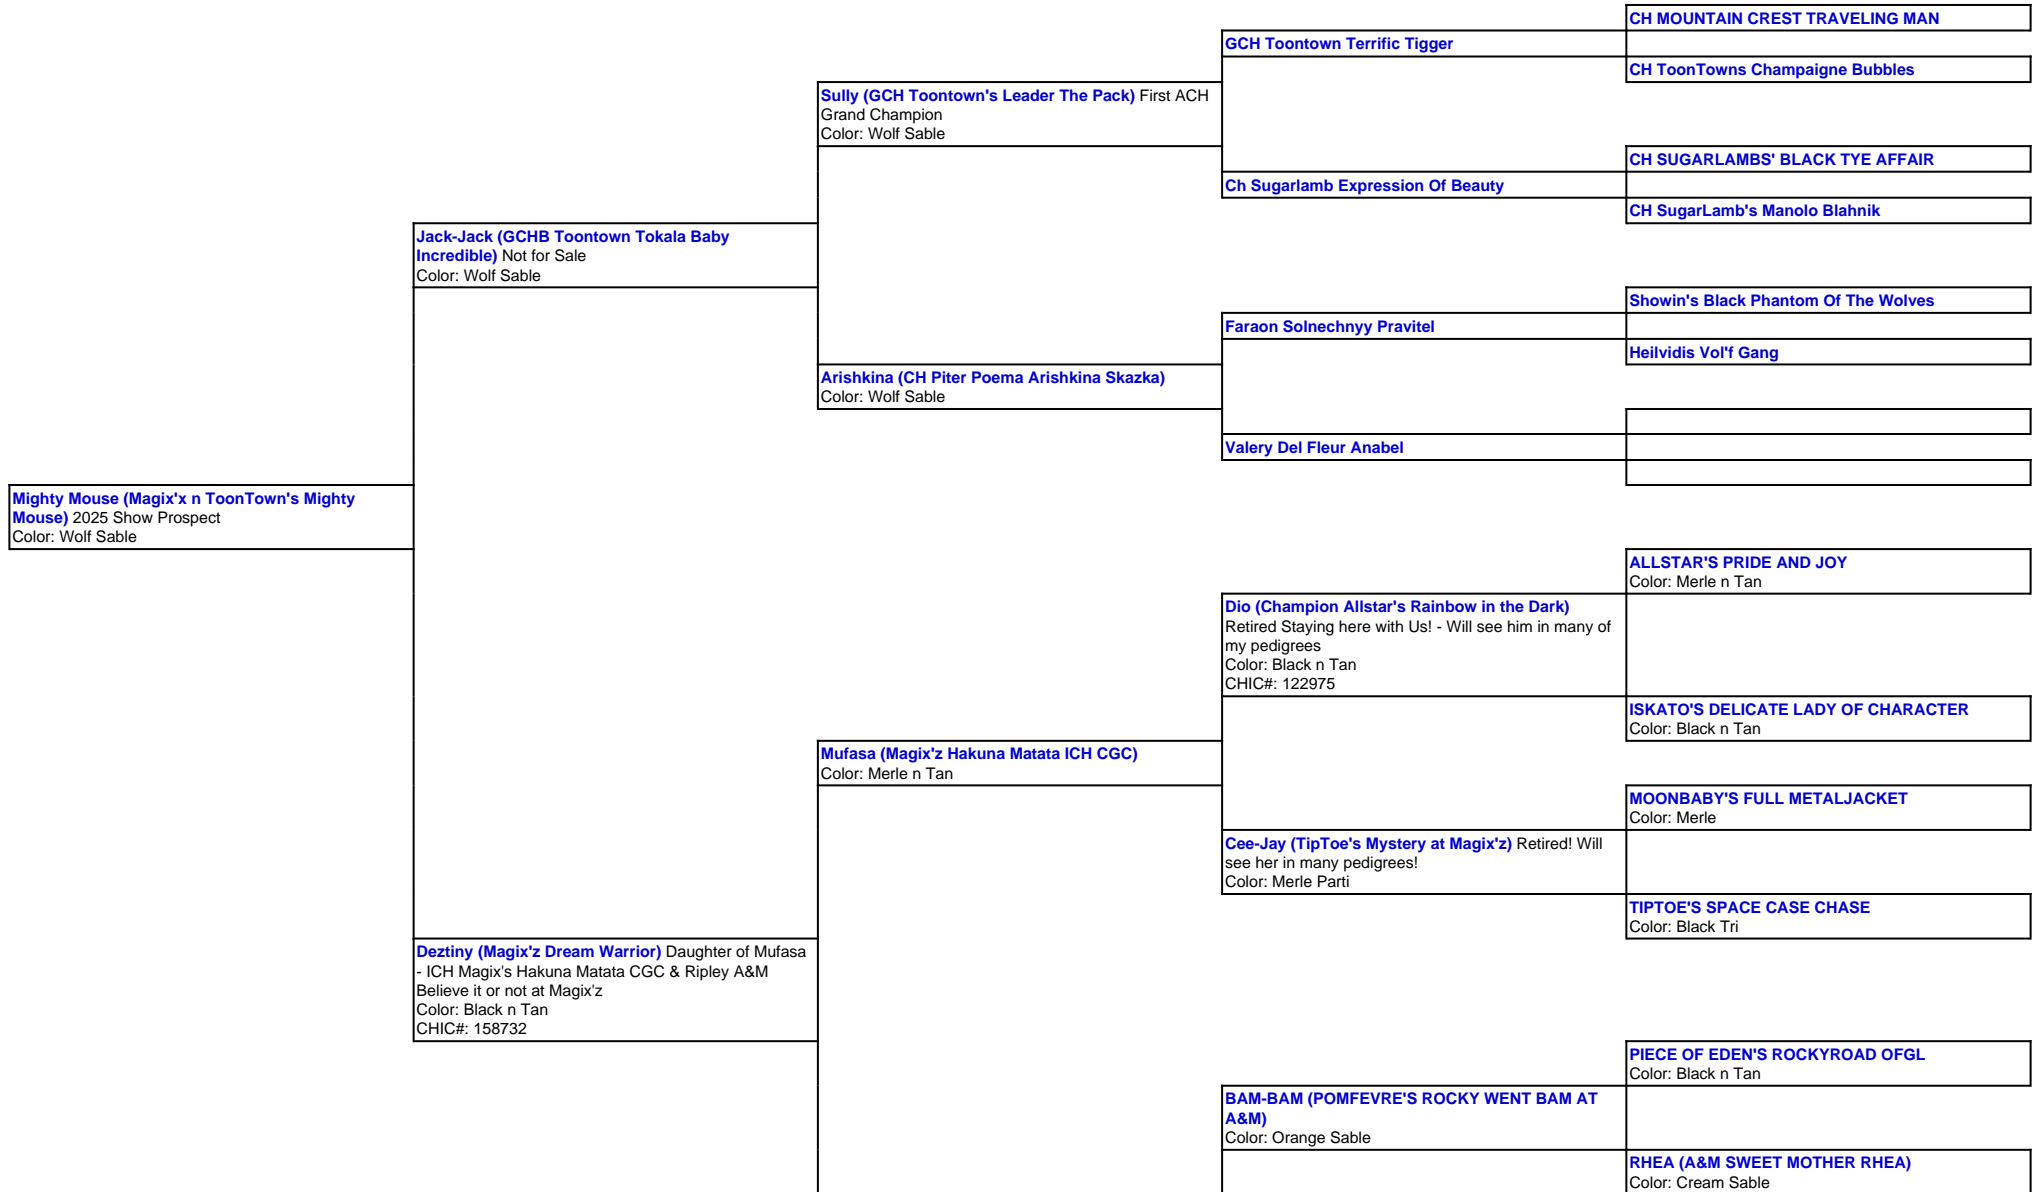 CH MOUNTAIN CREST TRAVELING MAN
GCH Toontown Terrific Tigger
CH ToonTowns Champaigne Bubbles
Sully (GCH Toontown's Leader The Pack) First ACH
Grand Champion
Color: Wolf Sable
CH SUGARLAMBS' BLACK TYE AFFAIR
Ch Sugarlamb Expression Of Beauty
CH SugarLamb's Manolo Blahnik
Jack-Jack (GCHB Toontown Tokala Baby
Incredible) Not for Sale
Color: Wolf Sable
Showin's Black Phantom Of The Wolves
Faraon Solnechnyy Pravitel
Heilvidis Vol'f Gang
Arishkina (CH Piter Poema Arishkina Skazka)
Color: Wolf Sable
Valery Del Fleur Anabel
Mighty Mouse (Magix'x n ToonTown's Mighty
Mouse) 2025 Show Prospect
Color: Wolf Sable
ALLSTAR'S PRIDE AND JOY
Color: Merle n Tan
Dio (Champion Allstar's Rainbow in the Dark)
Retired Staying here with Us! - Will see him in many of
my pedigrees
Color: Black n Tan
CHIC#: 122975
ISKATO'S DELICATE LADY OF CHARACTER
Color: Black n Tan
Mufasa (Magix'z Hakuna Matata ICH CGC)
Color: Merle n Tan
MOONBABY'S FULL METALJACKET
Color: Merle
Cee-Jay (TipToe's Mystery at Magix'z) Retired! Will
see her in many pedigrees!
Color: Merle Parti
TIPTOE'S SPACE CASE CHASE
Color: Black Tri
Deztiny (Magix'z Dream Warrior) Daughter of Mufasa
- ICH Magix's Hakuna Matata CGC & Ripley A&M
Believe it or not at Magix'z
Color: Black n Tan
CHIC#: 158732
PIECE OF EDEN'S ROCKYROAD OFGL
Color: Black n Tan
BAM-BAM (POMFEVRE'S ROCKY WENT BAM AT
A&M)
Color: Orange Sable
RHEA (A&M SWEET MOTHER RHEA)
Color: Cream Sable